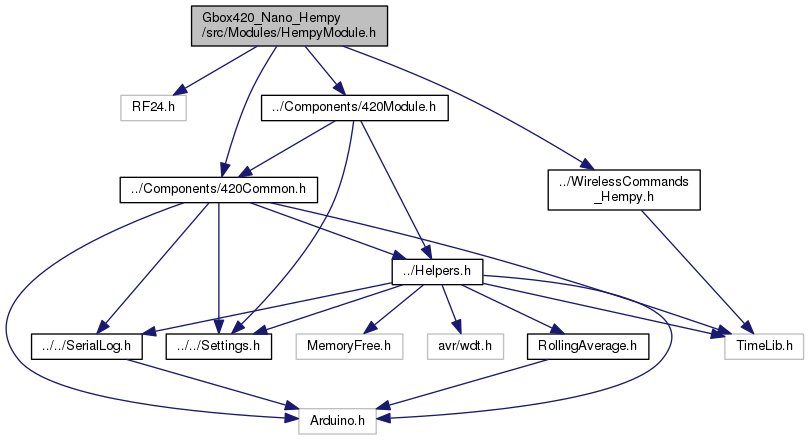 Gbox420_Nano_Hempy
/src/Modules/HempyModule.h
RF24.h
../Components/420Module.h
../Components/420Common.h
../WirelessCommands
_Hempy.h
../Helpers.h
../../SerialLog.h
../../Settings.h
MemoryFree.h
avr/wdt.h
RollingAverage.h
TimeLib.h
Arduino.h